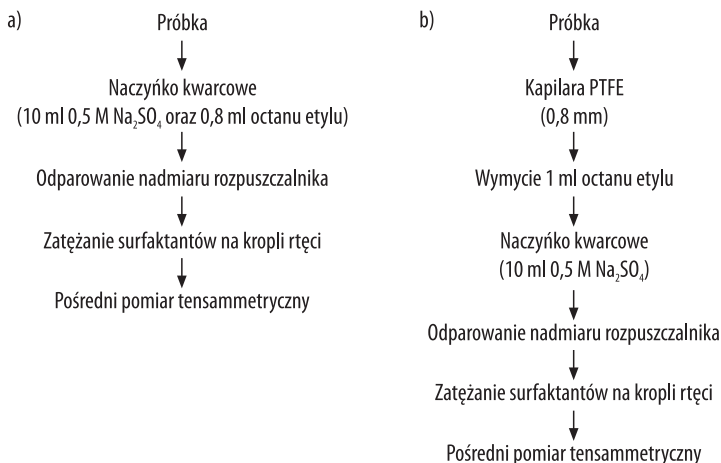 a)
Próbka
Naczyńko kwarcowe
(10 ml 0,5 M Na₂SO₄ oraz 0,8 ml octanu etylu)
Odparowanie nadmiaru rozpuszczalnika
Zatężanie surfaktantów na kropli rtęci
Pośredni pomiar tensammetryczny
b)
Próbka
Kapilara PTFE
(0,8 mm)
Wymycie 1 ml octanu etylu
Naczyńko kwarcowe
(10 ml 0,5 M Na₂SO₄)
Odparowanie nadmiaru rozpuszczalnika
Zatężanie surfaktantów na kropli rtęci
Pośredni pomiar tensammetryczny